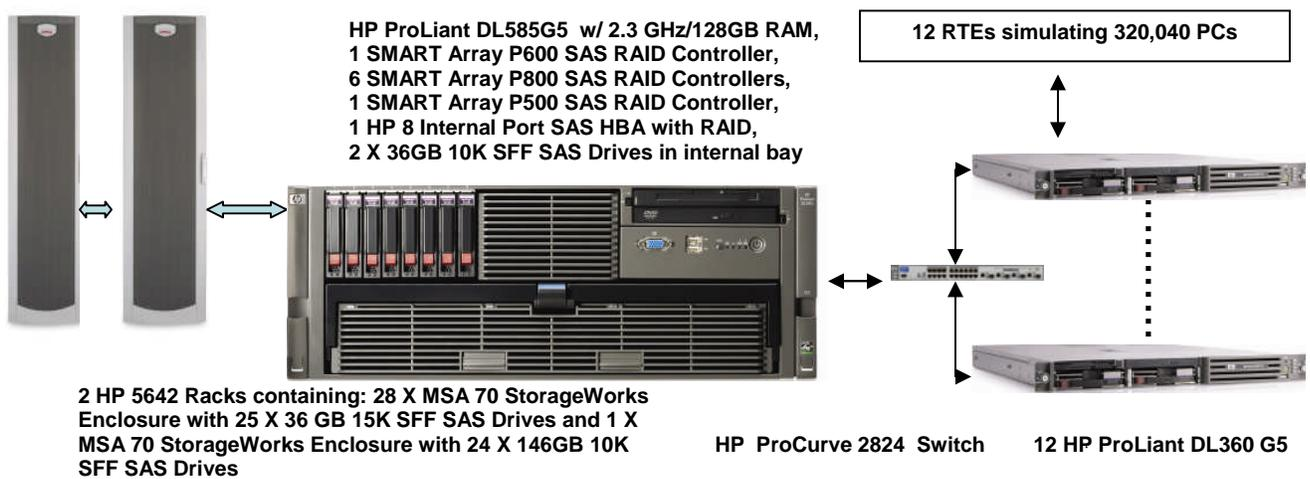 HP ProLiant DL585G5 w/ 2.3 GHz/128GB RAM,
1 SMART Array P600 SAS RAID Controller,
6 SMART Array P800 SAS RAID Controllers,
1 SMART Array P500 SAS RAID Controller,
1 HP 8 Internal Port SAS HBA with RAID,
2 X 36GB 10K SFF SAS Drives in internal bay
12 RTEs simulating 320,040 PCs
2 HP 5642 Racks containing: 28 X MSA 70 StorageWorks
Enclosure with 25 X 36 GB 15K SFF SAS Drives and 1 X
MSA 70 StorageWorks Enclosure with 24 X 146GB 10K
SFF SAS Drives
HP ProCurve 2824 Switch
12 HP ProLiant DL360 G5